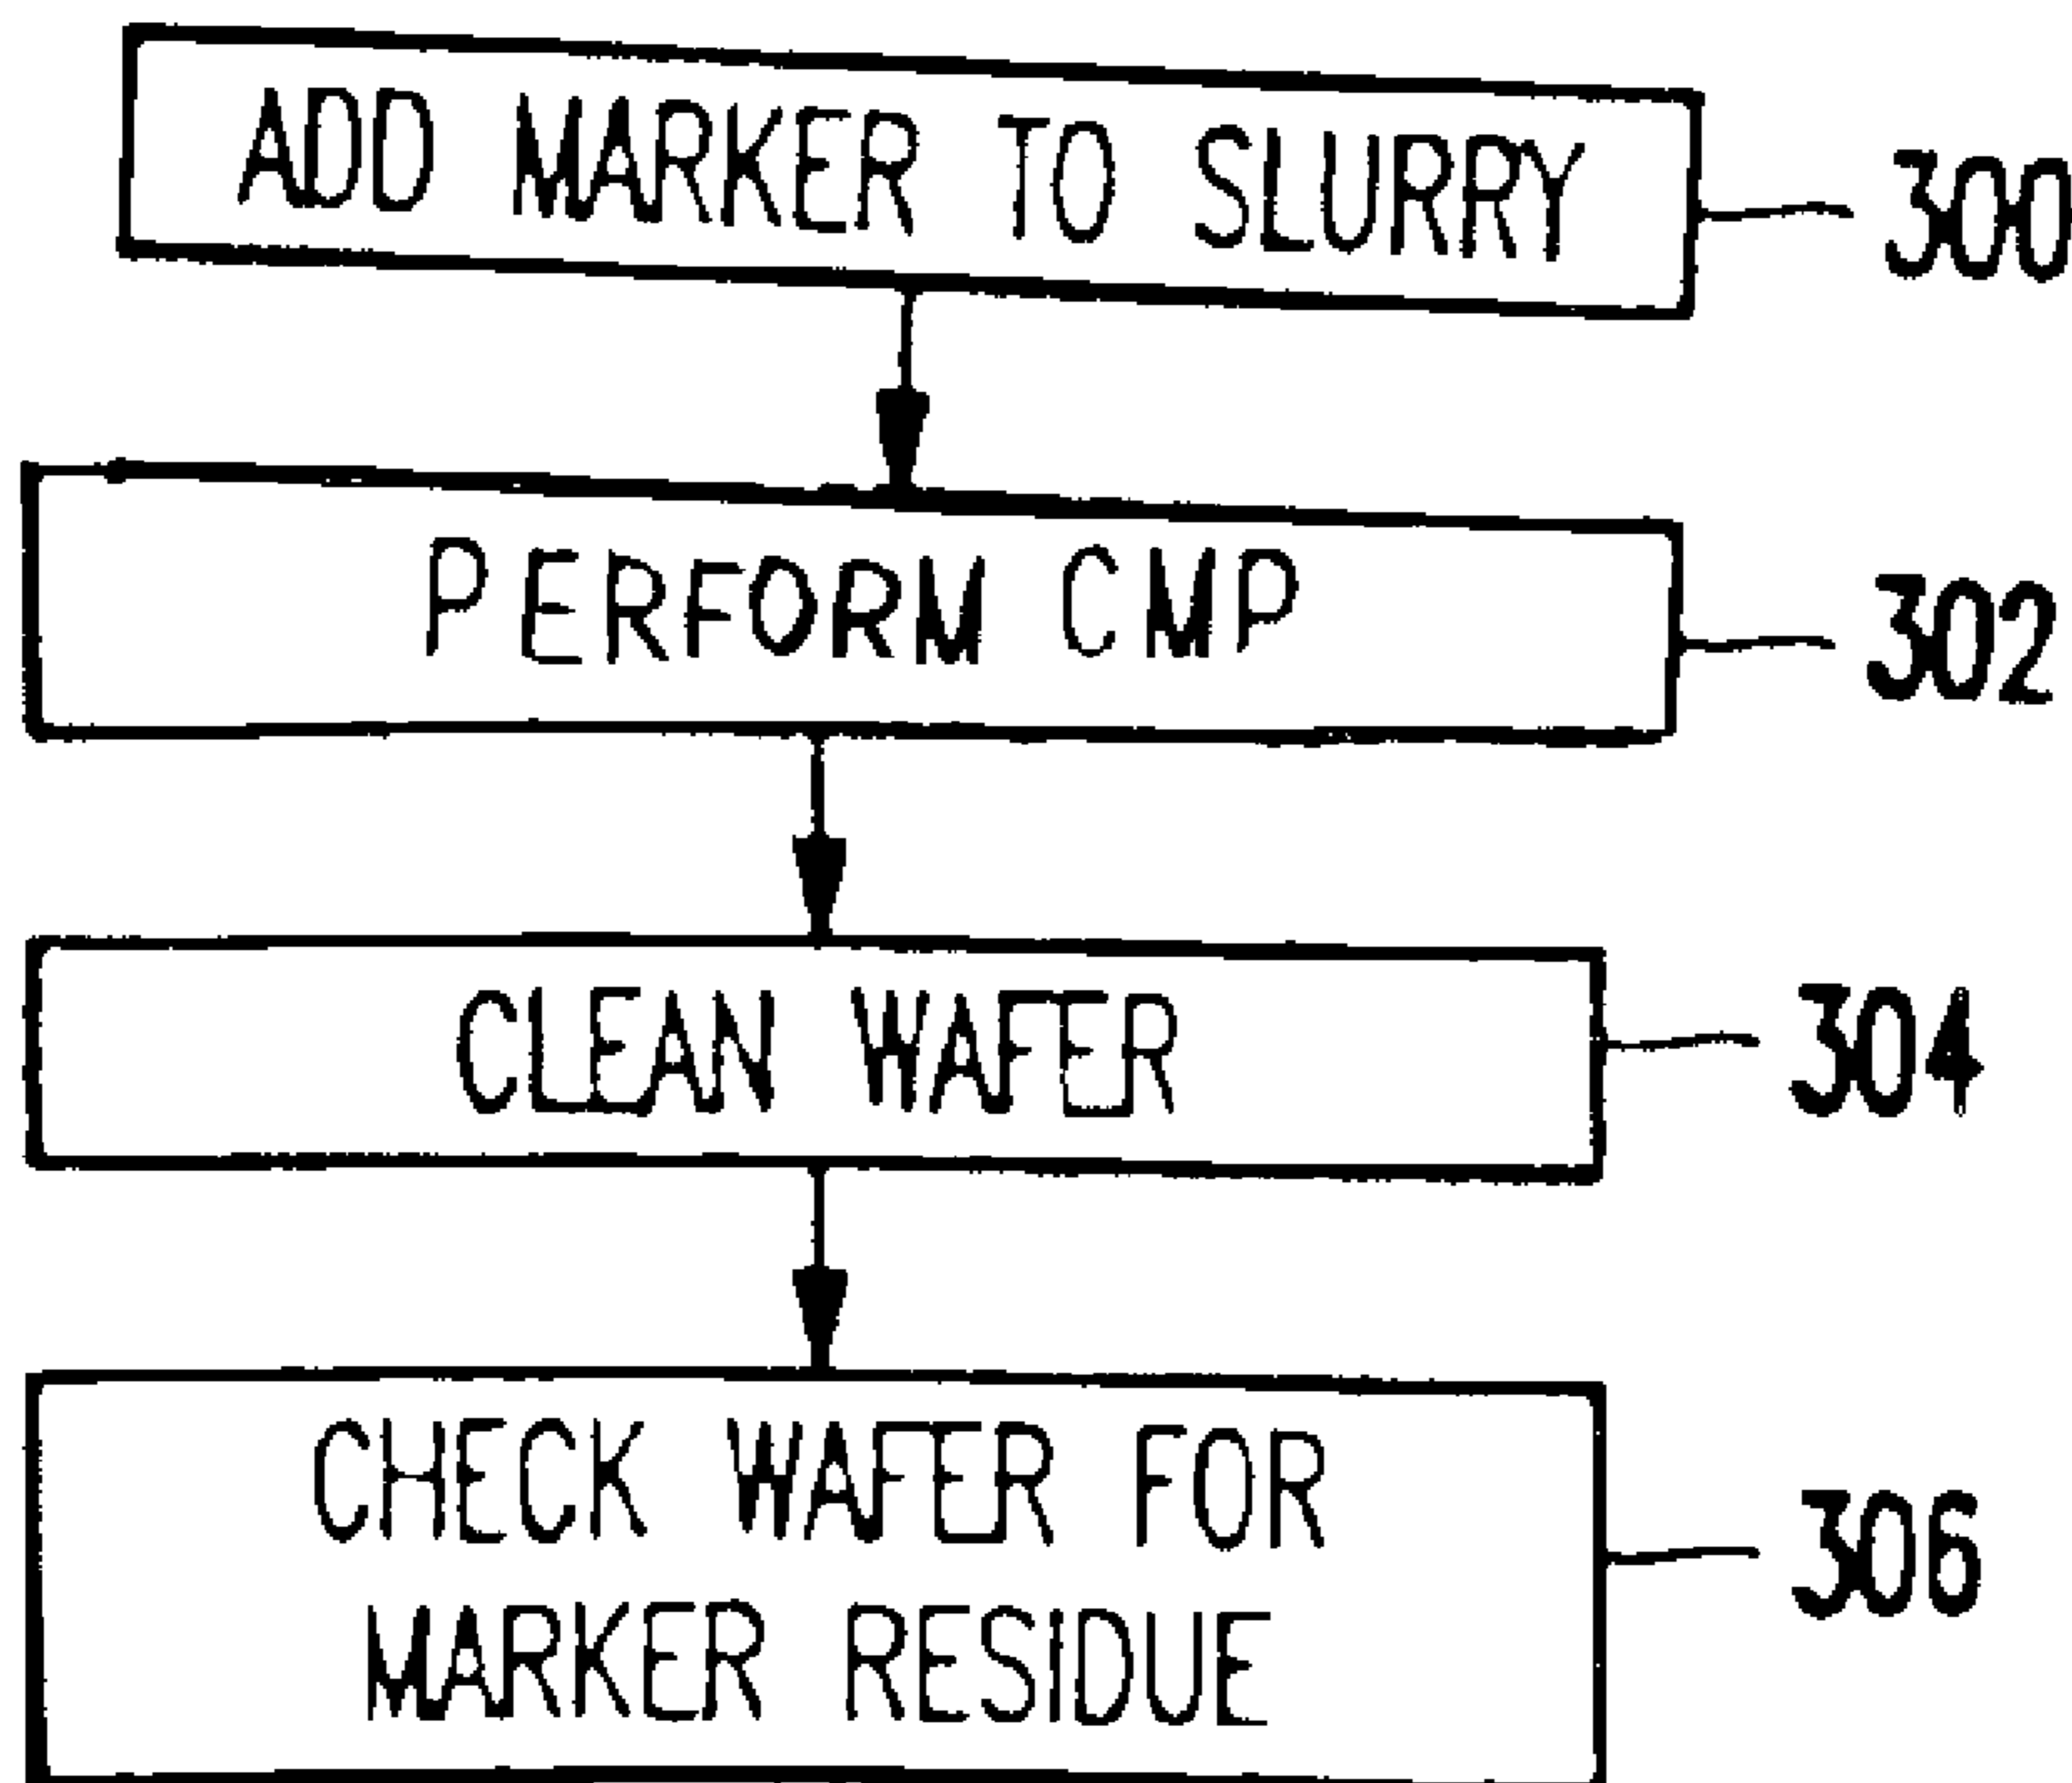 ADD MARKER TO SLURRY
300
PERFORM CMP
302
CLEAN WAFER
304
CHECK WAFER FOR
MARKER RESIDUE
306